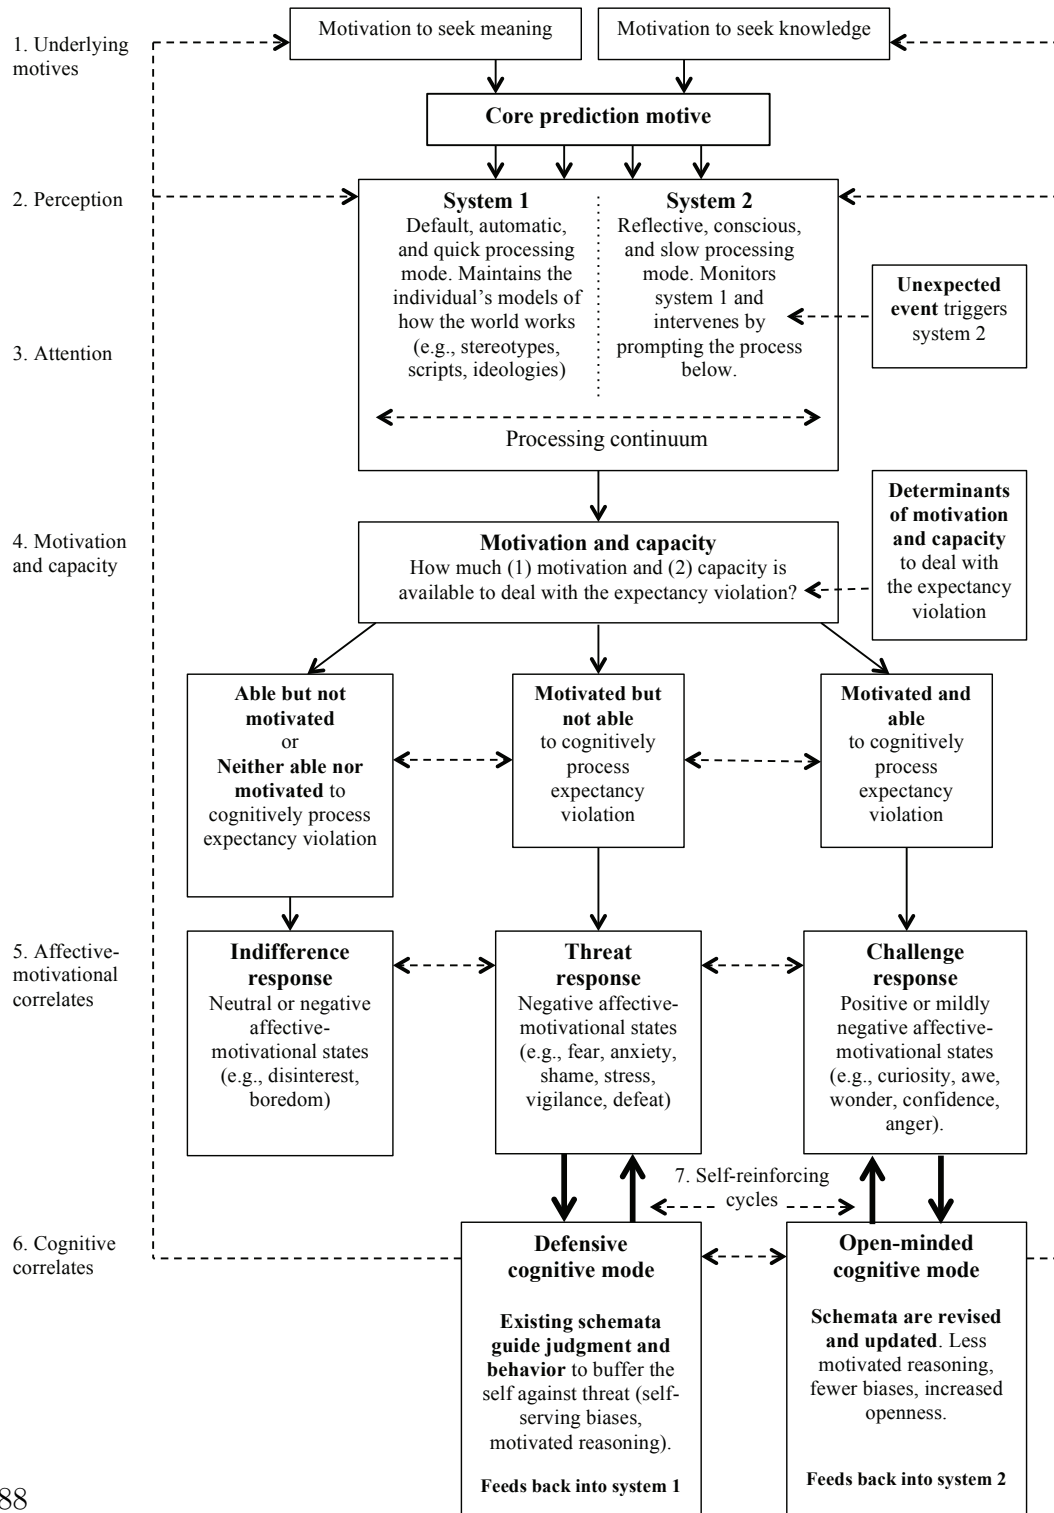 Motivation to seek meaning
Motivation to seek knowledge
1. Underlying
motives
Core prediction motive
2. Perception
System 1
Default, automatic,
and quick processing
mode. Maintains the
individual’s models of
how the world works
(e.g., stereotypes,
scripts, ideologies)
System 2
Reflective, conscious,
and slow processing
mode. Monitors
system 1 and
intervenes by
prompting the process
below.
Unexpected
event triggers
system 2
3. Attention
Processing continuum
Determinants
of motivation
and capacity
to deal with
the expectancy
violation
4. Motivation
and capacity
Motivation and capacity
How much (1) motivation and (2) capacity is
available to deal with the expectancy violation?
Able but not
motivated
or
Neither able nor
motivated to
cognitively process
expectancy violation
Motivated but
not able
to cognitively
process
expectancy
violation
Motivated and
able
to cognitively
process
expectancy
violation
5. Affective-
motivational
correlates
Indifference
response
Neutral or negative
affective-
motivational states
(e.g., disinterest,
boredom)
Threat
response
Negative affective-
motivational states
(e.g., fear, anxiety,
shame, stress,
vigilance, defeat)
Challenge
response
Positive or mildly
negative affective-
motivational states
(e.g., curiosity, awe,
wonder, confidence,
anger).
7. Self-reinforcing
cycles
6. Cognitive
correlates
Defensive
cognitive mode
Existing schemata
guide judgment and
behavior to buffer the
self against threat (self-
serving biases,
motivated reasoning).
Feeds back into system 1
Open-minded
cognitive mode
Schemata are revised
and updated. Less
motivated reasoning,
fewer biases, increased
openness.
Feeds back into system 2
88